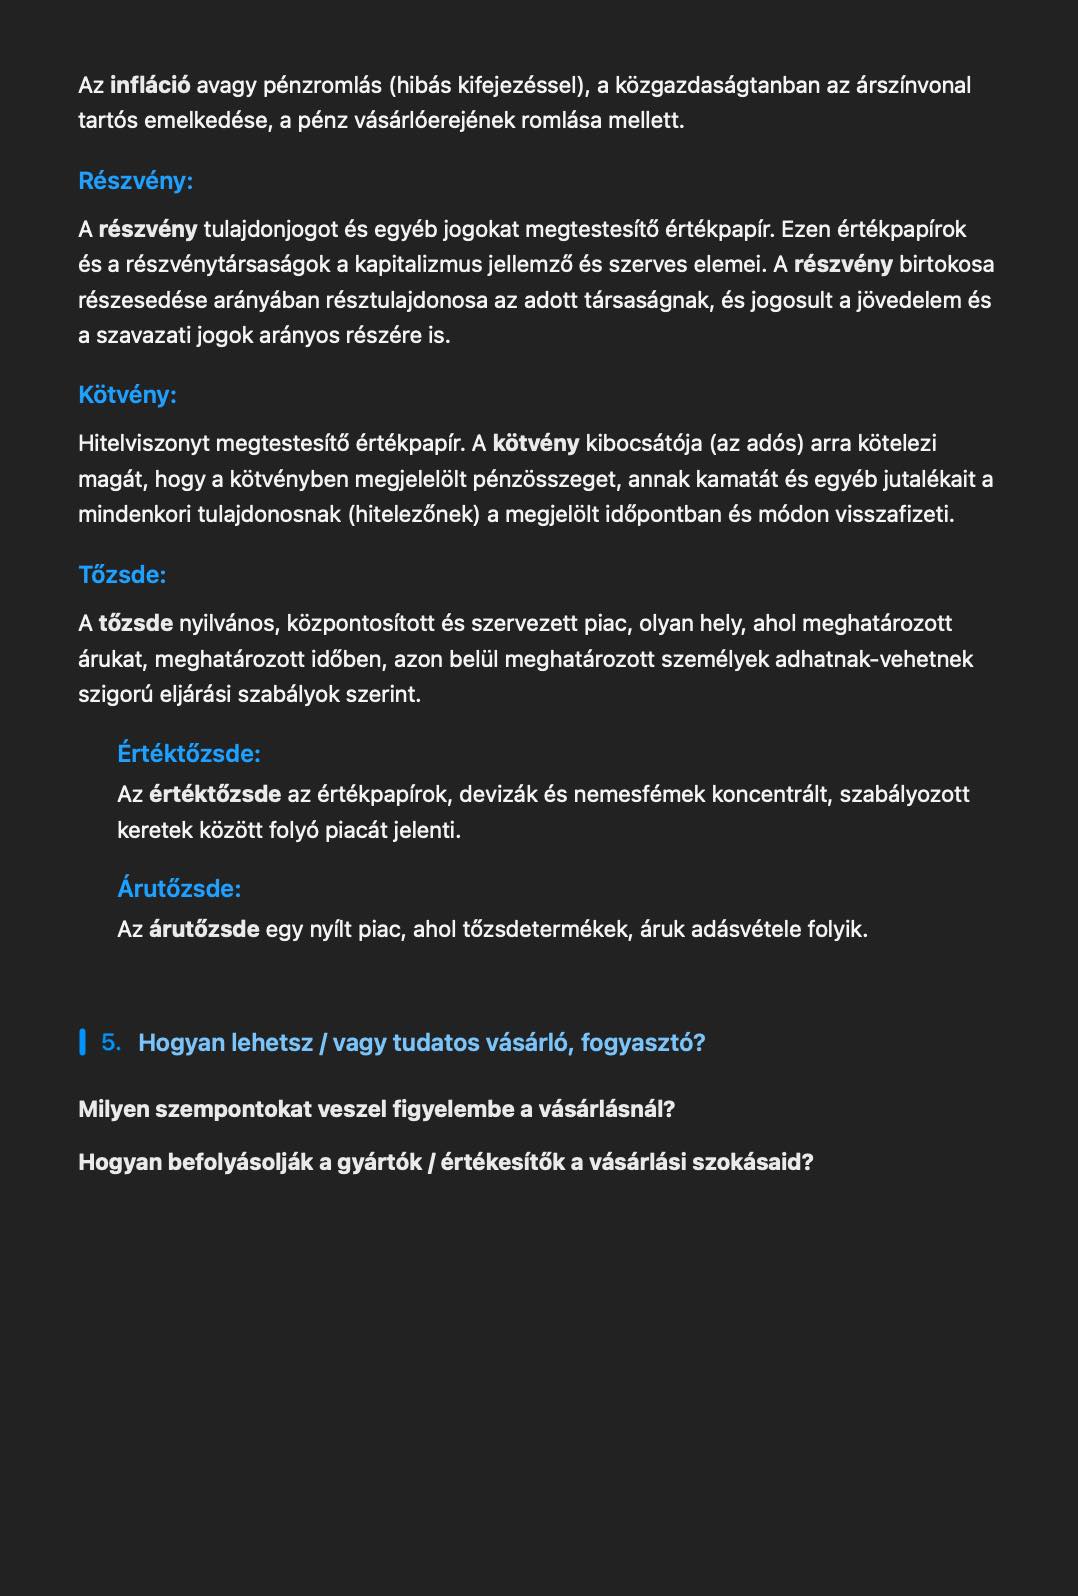 Az infláció avagy pénzromlás (hibás kifejezéssel), a közgazdaságtanban az árszínvonal
tartós emelkedése, a pénz vásárlóerejének romlása mellett.
Részvény:
A részvény tulajdonjogot és egyéb jogokat megtestesítő értékpapír. Ezen értékpapírok
és a részvénytársaságok a kapitalizmus jellemző és szerves elemei. A részvény birtokosa
részesedése arányában résztulajdonosa az adott társaságnak, és jogosult a jövedelem és
a szavazati jogok arányos részére is.
Kötvény:
Hitelviszonyt megtestesítő értékpapír. A kötvény kibocsátója (az adós) arra kötelezi
magát, hogy a kötvényben megjelelölt pénzösszeget, annak kamatát és egyéb jutalékait a
mindenkori tulajdonosnak (hitelezőnek) a megjelölt időpontban és módon visszafizeti.
Tőzsde:
A tőzsde nyilvános, központosított és szervezett piac, olyan hely, ahol meghatározott
árukat, meghatározott időben, azon belül meghatározott személyek adhatnak-vehetnek
szigorú eljárási szabályok szerint.
Értéktőzsde:
Az értéktőzsde az értékpapírok, devizák és nemesfémek koncentrált, szabályozott
keretek között folyó piacát jelenti.
Árutőzsde:
Az árutőzsde egy nyílt piac, ahol tőzsdetermékek, áruk adásvétele folyik.
5. Hogyan lehetsz / vagy tudatos vásárló, fogyasztó?
Milyen szempontokat veszel figyelembe a vásárlásnál?
Hogyan befolyásolják a gyártók / értékesítők a vásárlási szokásaid?